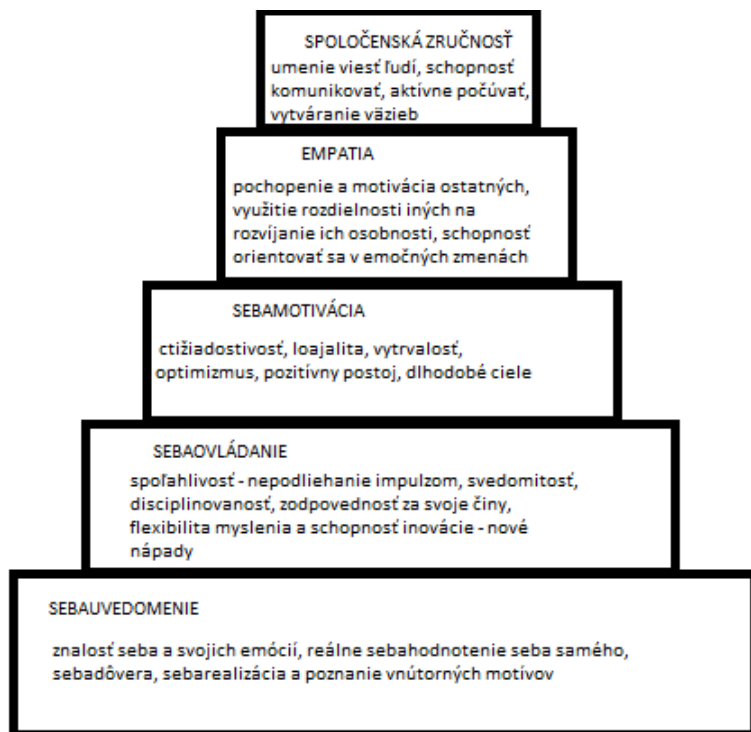 SPOLOČENSKÁ ZRUČNOSŤ
umenie viesť ľudí, schopnosť
komunikovať, aktívne počúvať,
vytváranie väzieb
EMPATIA
pochopenie a motivácia ostatných,
využitie rozdielnosti iných na
rozvíjanie ich osobnosti, schopnosť
orientovať sa v emočných zmenách
SEBAMOTIVÁCIA
ctižiadostivosť, loajalita, vytrvalosť,
optimizmus, pozitívny postoj, dlhodobé ciele
SEBAOVLÁDANIE
spoľahlivosť - nepodliehanie impulzom, svedomitosť,
disciplinovanosť, zodpovednosť za svoje činy,
flexibilita myslenia a schopnosť inovácie - nové
nápady
SEBAUVEDOMENIE
znalosť seba a svojich emócií, reálne sebahodnotenie seba samého,
sebadôvera, sebarealizácia a poznanie vnútorných motívov